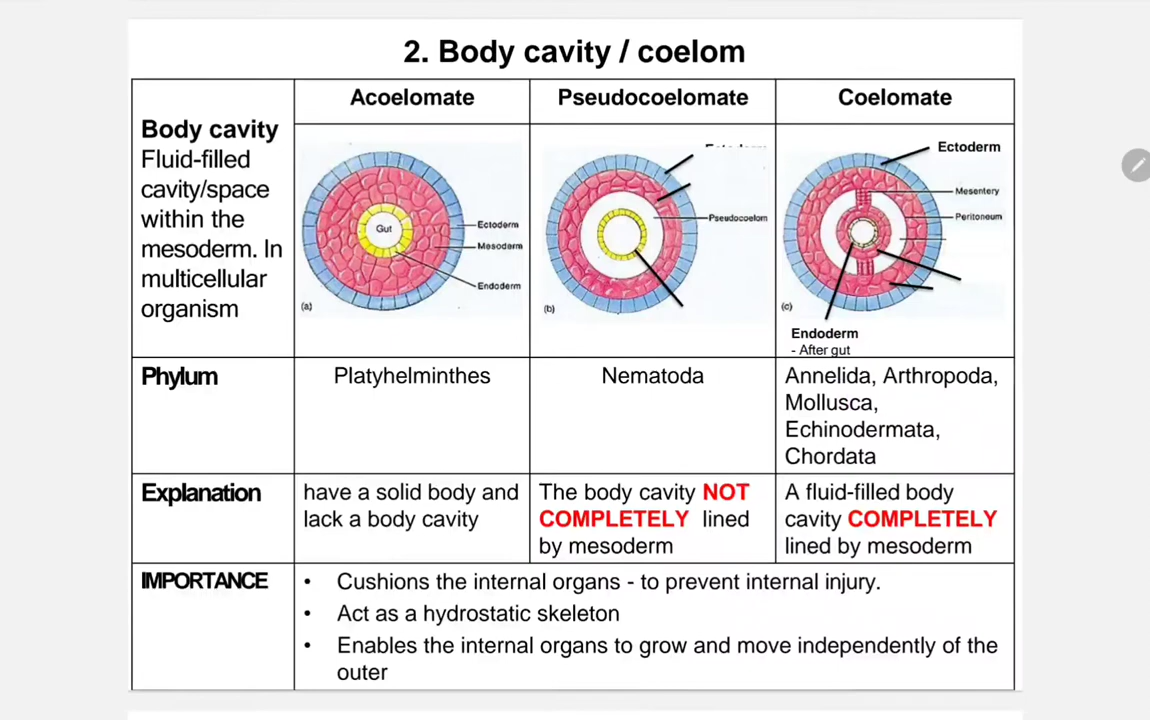 2. Body cavity / coelom
Acoelomate
Pseudocoelomate
Coelomate
Body cavity
Fluid-filled
cavity/space
within the
mesoderm. In
multicellular
organism
Gut
Ectoderm
Mesoderm
Endoderm
(a)
Pseudocoelom
(b)
Ectoderm
Mesentery
Peritoneum
(c)
Endoderm
- After gut
Phylum
Platyhelminthes
Nematoda
Annelida, Arthropoda,
Mollusca,
Echinodermata,
Chordata
Explanation
have a solid body and
lack a body cavity
The body cavity NOT
COMPLETELY lined
by mesoderm
A fluid-filled body
cavity COMPLETELY
lined by mesoderm
IMPORTANCE
• Cushions the internal organs - to prevent internal injury.
• Act as a hydrostatic skeleton
• Enables the internal organs to grow and move independently of the
outer